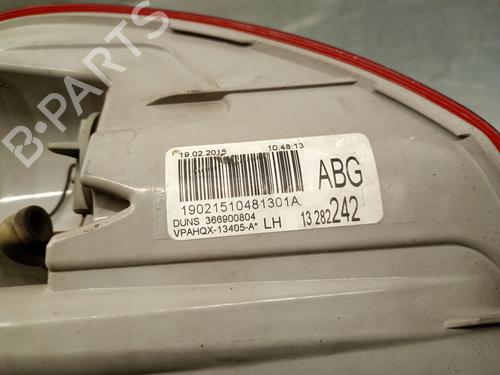 B-PARTS
19.02.2015 10:48:13
19021510481301A
ABG
DUNS 366900804
VPAHQX-13405-A* LH 13 282 242